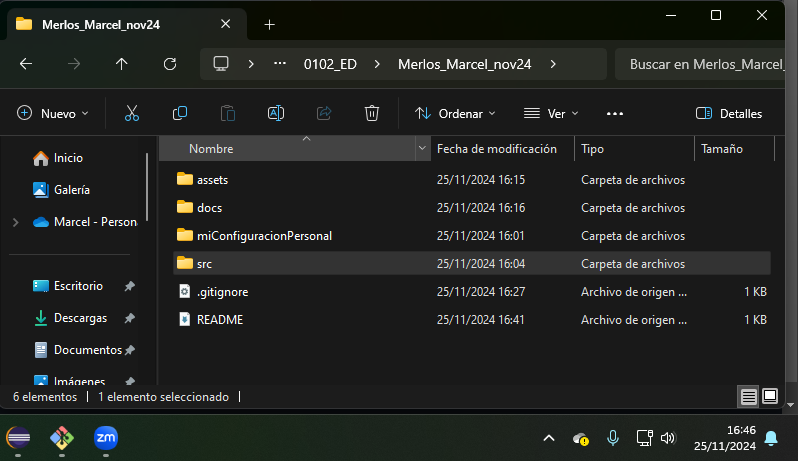 Merlos_Marcel_nov24
0102_ED
Merlos_Marcel_nov24
Buscar en Merlos_Marcel_
Nuevo
Ordenar
Ver
Detalles
Nombre
Fecha de modificación
Tipo
Tamaño
Inicio
Galería
Marcel - Persona
Escritorio
Descargas
Documentos
Imágenes
assets 25/11/2024 16:15 Carpeta de archivos
docs 25/11/2024 16:16 Carpeta de archivos
miConfiguracionPersonal 25/11/2024 16:01 Carpeta de archivos
src 25/11/2024 16:04 Carpeta de archivos
.gitignore 25/11/2024 16:27 Archivo de origen ... 1 KB
README 25/11/2024 16:41 Archivo de origen ... 1 KB
6 elementos
1 elemento seleccionado
zm
16:46
25/11/2024